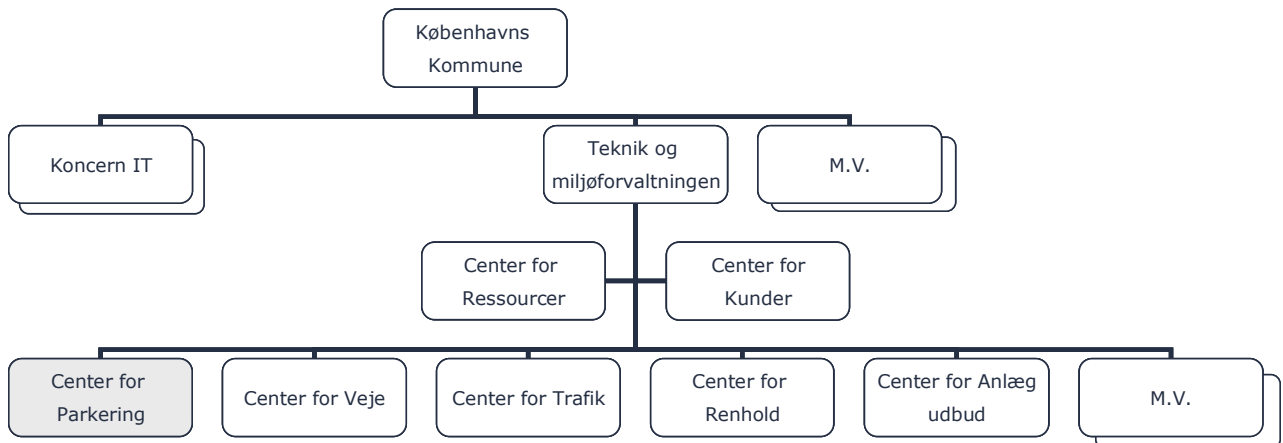 Københavns
Kommune
Koncern IT
Teknik og
miljøforvaltningen
M.V.
Center for
Ressourcer
Center for
Kunder
Center for
Parkering
Center for Veje
Center for Trafik
Center for
Renhold
Center for Anlæg
udbud
M.V.